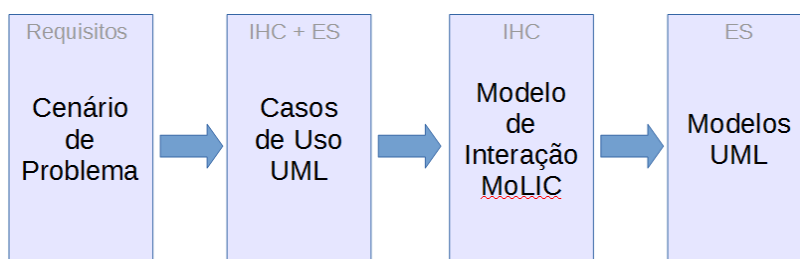 Requisitos
Cenário
de
Problema
IHC + ES
Casos
de Uso
UML
IHC
Modelo
de
Interação
MoLIC
ES
Modelos
UML